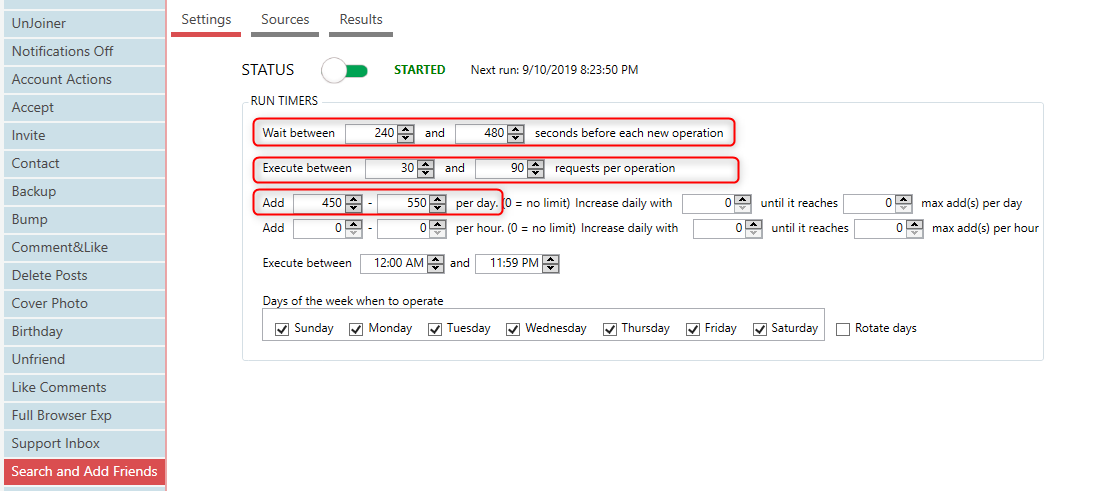 Settings Sources Results
UnJoiner
Notifications Off
Account Actions
Accept
Invite
Contact
Backup
Bump
Comment&Like
Delete Posts
Cover Photo
Birthday
Unfriend
Like Comments
Full Browser Exp
Support Inbox
Search and Add Friends
STATUS STARTED Next run: 9/10/2019 8:23:50 PM
RUN TIMERS
Wait between 240 and 480 seconds before each new operation
Execute between 30 and 90 requests per operation
Add 450 - 550 per day. (0 = no limit) Increase daily with 0 until it reaches 0 max add(s) per day
Add 0 - 0 per hour. (0 = no limit) Increase daily with 0 until it reaches 0 max add(s) per hour
Execute between 12:00 AM and 11:59 PM
Days of the week when to operate
Sunday Monday Tuesday Wednesday Thursday Friday Saturday Rotate days